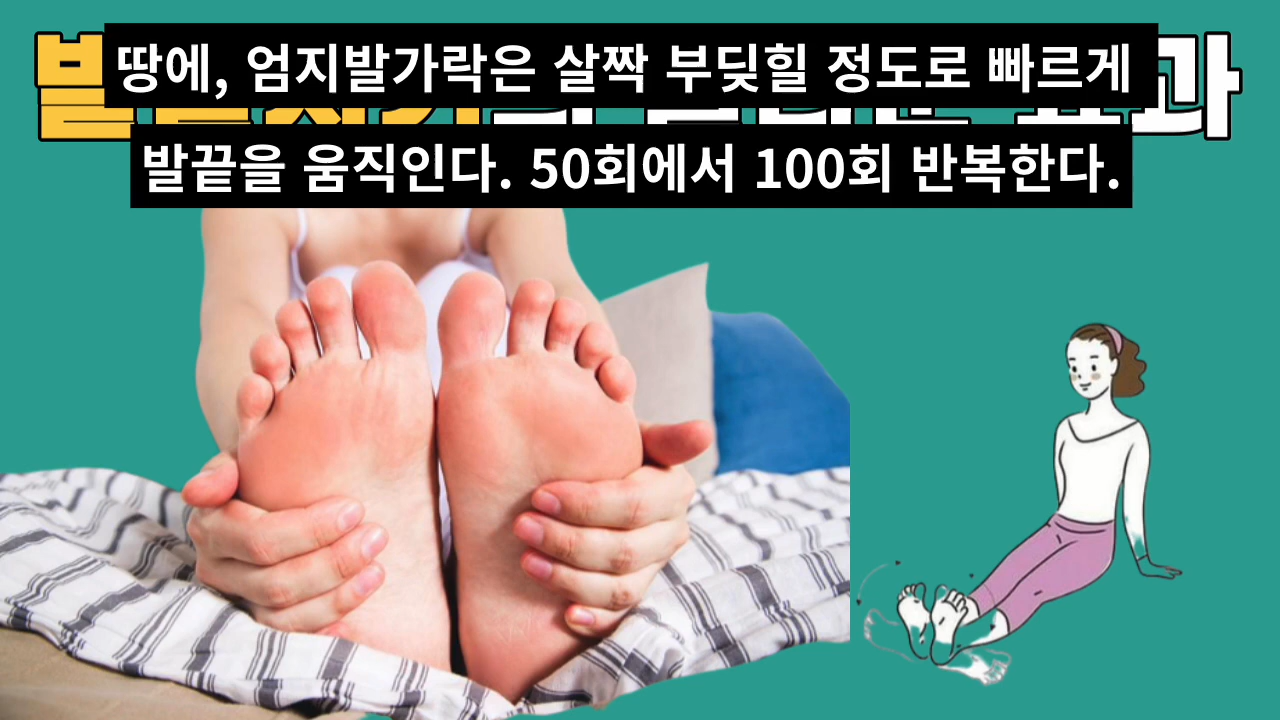 땅에, 엄지발가락은 살짝 부딪힐 정도로 빠르게
발끝을 움직인다. 50회에서 100회 반복한다.